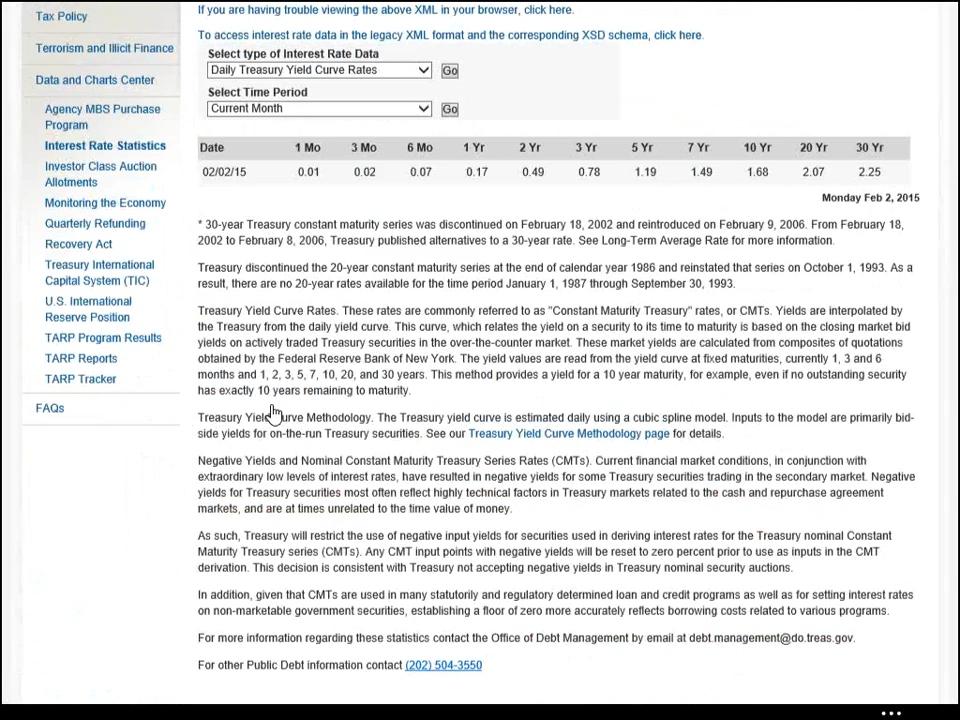 If you are having trouble viewing the above XML in your browser, click here.
To access interest rate data in the legacy XML format and the corresponding XSD schema, click here.
Select type of Interest Rate Data
Daily Treasury Yield Curve Rates Go
Select Time Period
Current Month Go
Tax Policy
Terrorism and Illicit Finance
Data and Charts Center
Agency MBS Purchase
Program
Interest Rate Statistics
Investor Class Auction
Allotments
Monitoring the Economy
Quarterly Refunding
Recovery Act
Treasury International
Capital System (TIC)
U.S. International
Reserve Position
TARP Program Results
TARP Reports
TARP Tracker
FAQs
Date 1 Mo 3 Mo 6 Mo 1 Yr 2 Yr 3 Yr 5 Yr 7 Yr 10 Yr 20 Yr 30 Yr
02/02/15 0.01 0.02 0.07 0.17 0.49 0.78 1.19 1.49 1.68 2.07 2.25
Monday Feb 2, 2015
* 30-year Treasury constant maturity series was discontinued on February 18, 2002 and reintroduced on February 9, 2006. From February 18,
2002 to February 8, 2006, Treasury published alternatives to a 30-year rate. See Long-Term Average Rate for more information.
Treasury discontinued the 20-year constant maturity series at the end of calendar year 1986 and reinstated that series on October 1, 1993. As a
result, there are no 20-year rates available for the time period January 1, 1987 through September 30, 1993.
Treasury Yield Curve Rates. These rates are commonly referred to as "Constant Maturity Treasury" rates, or CMTs. Yields are interpolated by
the Treasury from the daily yield curve. This curve, which relates the yield on a security to its time to maturity is based on the closing market bid
yields on actively traded Treasury securities in the over-the-counter market. These market yields are calculated from composites of quotations
obtained by the Federal Reserve Bank of New York. The yield values are read from the yield curve at fixed maturities, currently 1, 3 and 6
months and 1, 2, 3, 5, 7, 10, 20, and 30 years. This method provides a yield for a 10 year maturity, for example, even if no outstanding security
has exactly 10 years remaining to maturity.
Treasury Yield Curve Methodology. The Treasury yield curve is estimated daily using a cubic spline model. Inputs to the model are primarily bid-
side yields for on-the-run Treasury securities. See our Treasury Yield Curve Methodology page for details.
Negative Yields and Nominal Constant Maturity Treasury Series Rates (CMTs). Current financial market conditions, in conjunction with
extraordinary low levels of interest rates, have resulted in negative yields for some Treasury securities trading in the secondary market. Negative
yields for Treasury securities most often reflect highly technical factors in Treasury markets related to the cash and repurchase agreement
markets, and are at times unrelated to the time value of money.
As such, Treasury will restrict the use of negative input yields for securities used in deriving interest rates for the Treasury nominal Constant
Maturity Treasury series (CMTs). Any CMT input points with negative yields will be reset to zero percent prior to use as inputs in the CMT
derivation. This decision is consistent with Treasury not accepting negative yields in Treasury nominal security auctions.
In addition, given that CMTs are used in many statutorily and regulatory determined loan and credit programs as well as for setting interest rates
on non-marketable government securities, establishing a floor of zero more accurately reflects borrowing costs related to various programs.
For more information regarding these statistics contact the Office of Debt Management by email at debt.management@do.treas.gov.
For other Public Debt information contact (202) 504-3550